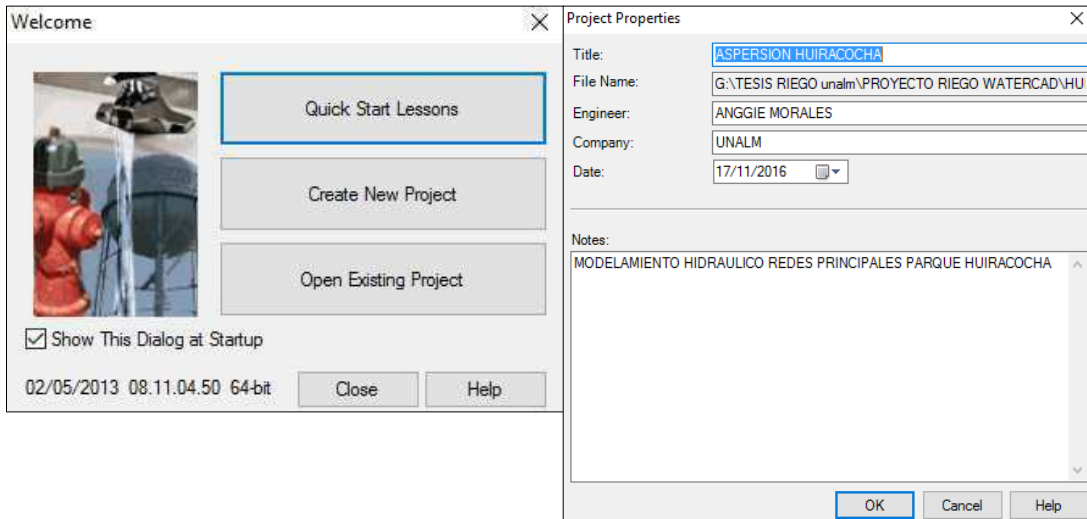 Welcome
Quick Start Lessons
Create New Project
Open Existing Project
Show This Dialog at Startup
02/05/2013 08.11.04.50 64-bit
Close
Help
Project Properties
Title: ASPERSION HUIRACOCHA
File Name: G:\TESIS RIEGO unalm\PROYECTO RIEGO WATERCAD\HU
Engineer: ANGGIE MORALES
Company: UNALM
Date: 17/11/2016
Notes:
MODELAMIENTO HIDRAULICO REDES PRINCIPALES PARQUE HUIRACOCHA
OK
Cancel
Help